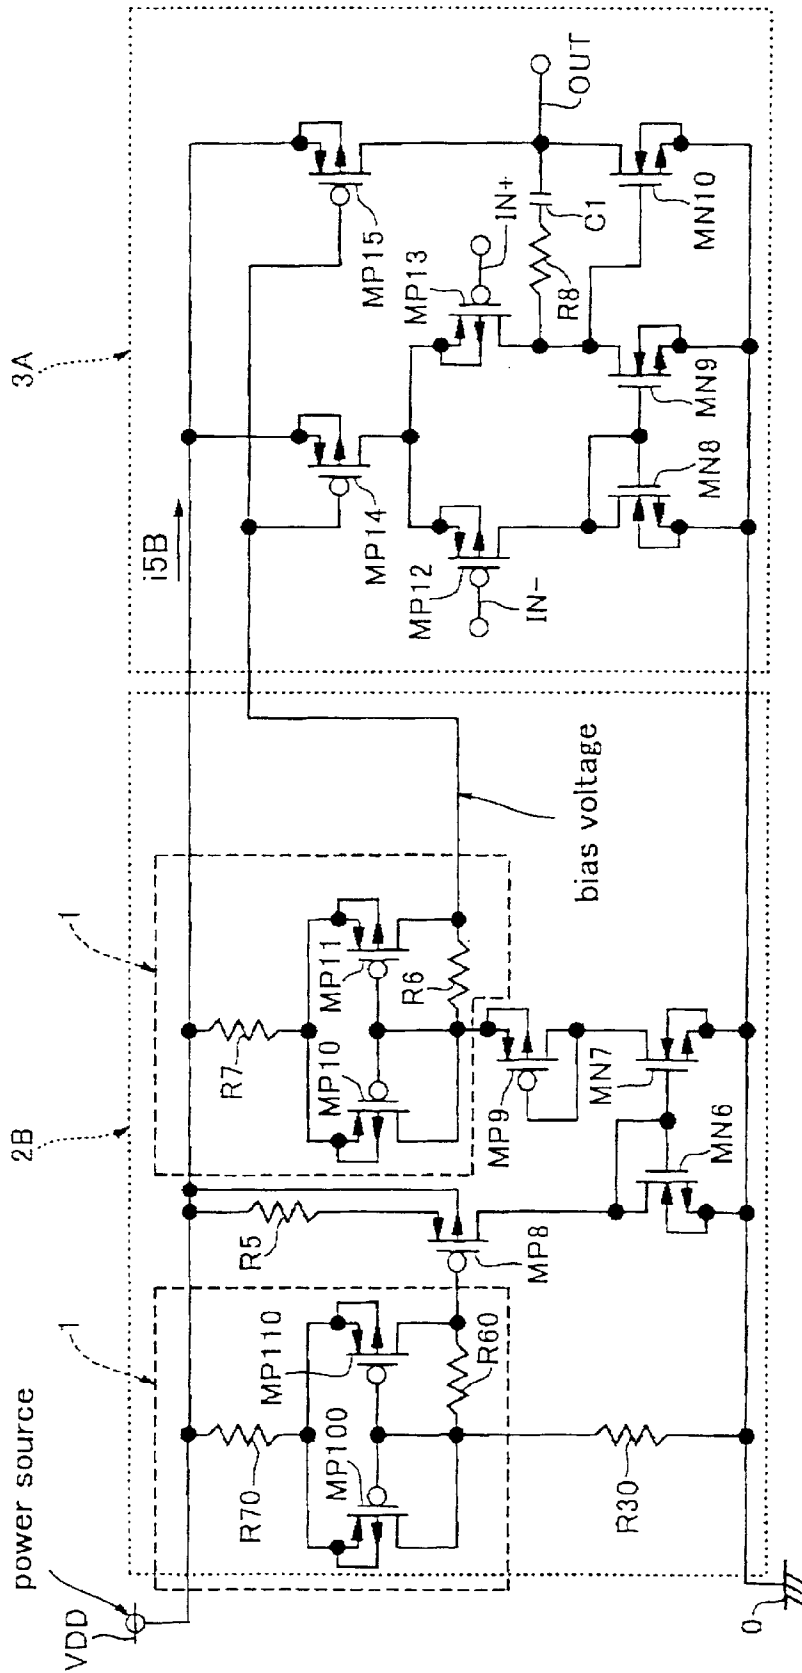 power source
VDD
1
2B
1
3A
i5B
R70
MP110
MP100
R60
R30
R5
MP8
R7
MP11
MP10
R6
MP9
MN7
MN6
bias voltage
MP14
MP15
MP12
MP13
IN-
IN+
R8
C1
OUT
MN8
MN9
MN10
0